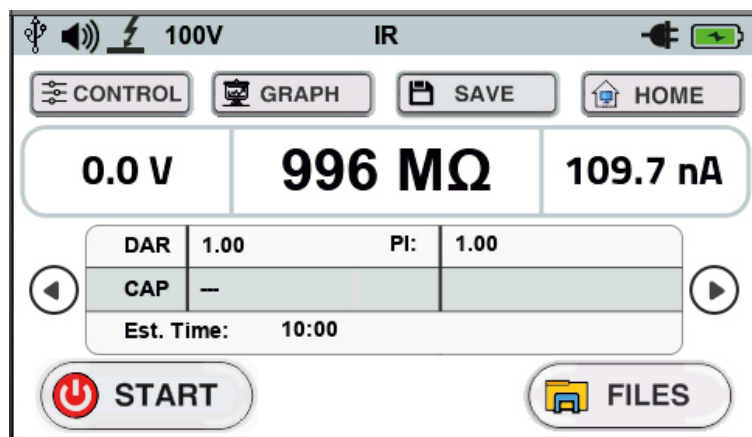 100V IR
CONTROL GRAPH SAVE HOME
0.0 V 996 MΩ 109.7 nA
DAR 1.00 PI: 1.00
CAP ---
Est. Time: 10:00
START FILES